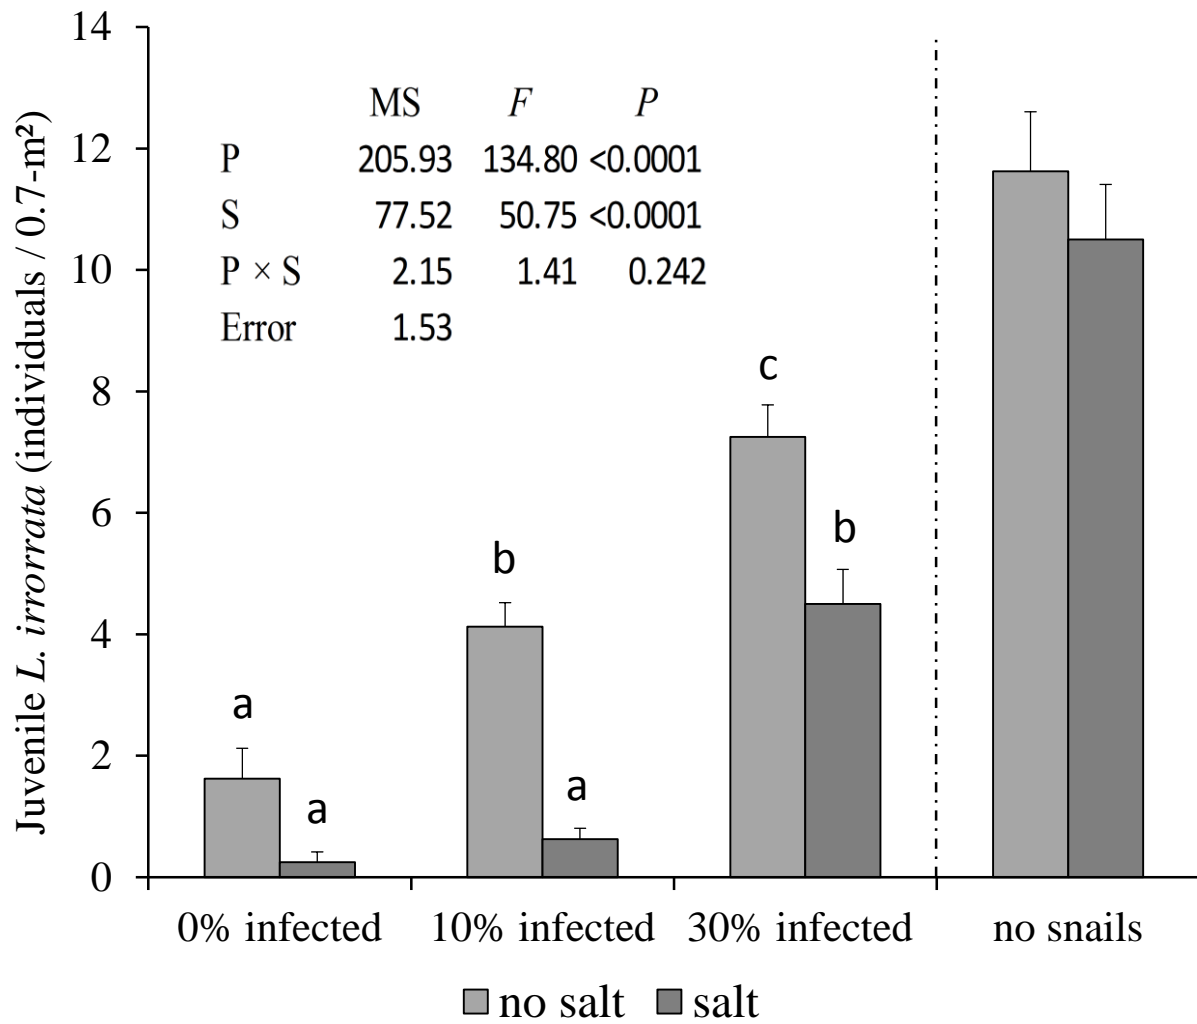 Juvenile L. irrorrata (individuals / 0.7-m²)
14
12
10
8
6
4
2
0
MS F P
P 205.93 134.80 <0.0001
S 77.52 50.75 <0.0001
P × S 2.15 1.41 0.242
Error 1.53
a
a
b
a
c
b
0% infected 10% infected 30% infected no snails
no salt salt